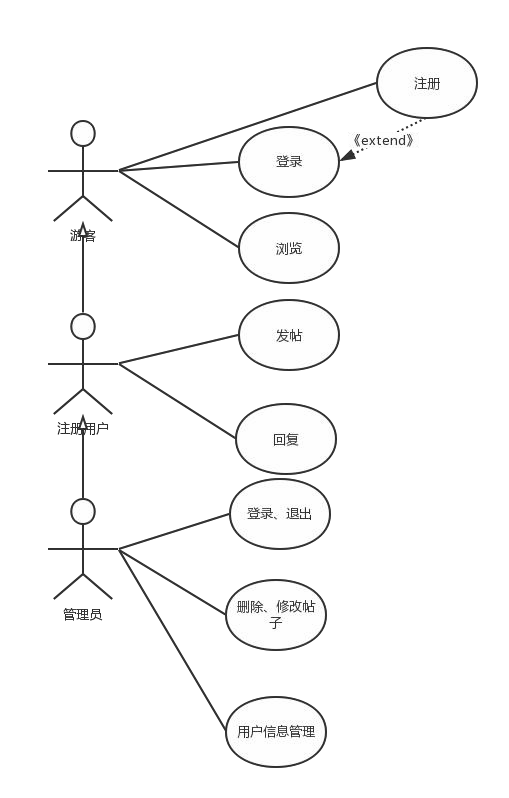 注册
《extend》
登录
游客
浏览
发帖
注册用户
回复
登录、退出
管理员
删除、修改帖
子
用户信息管理